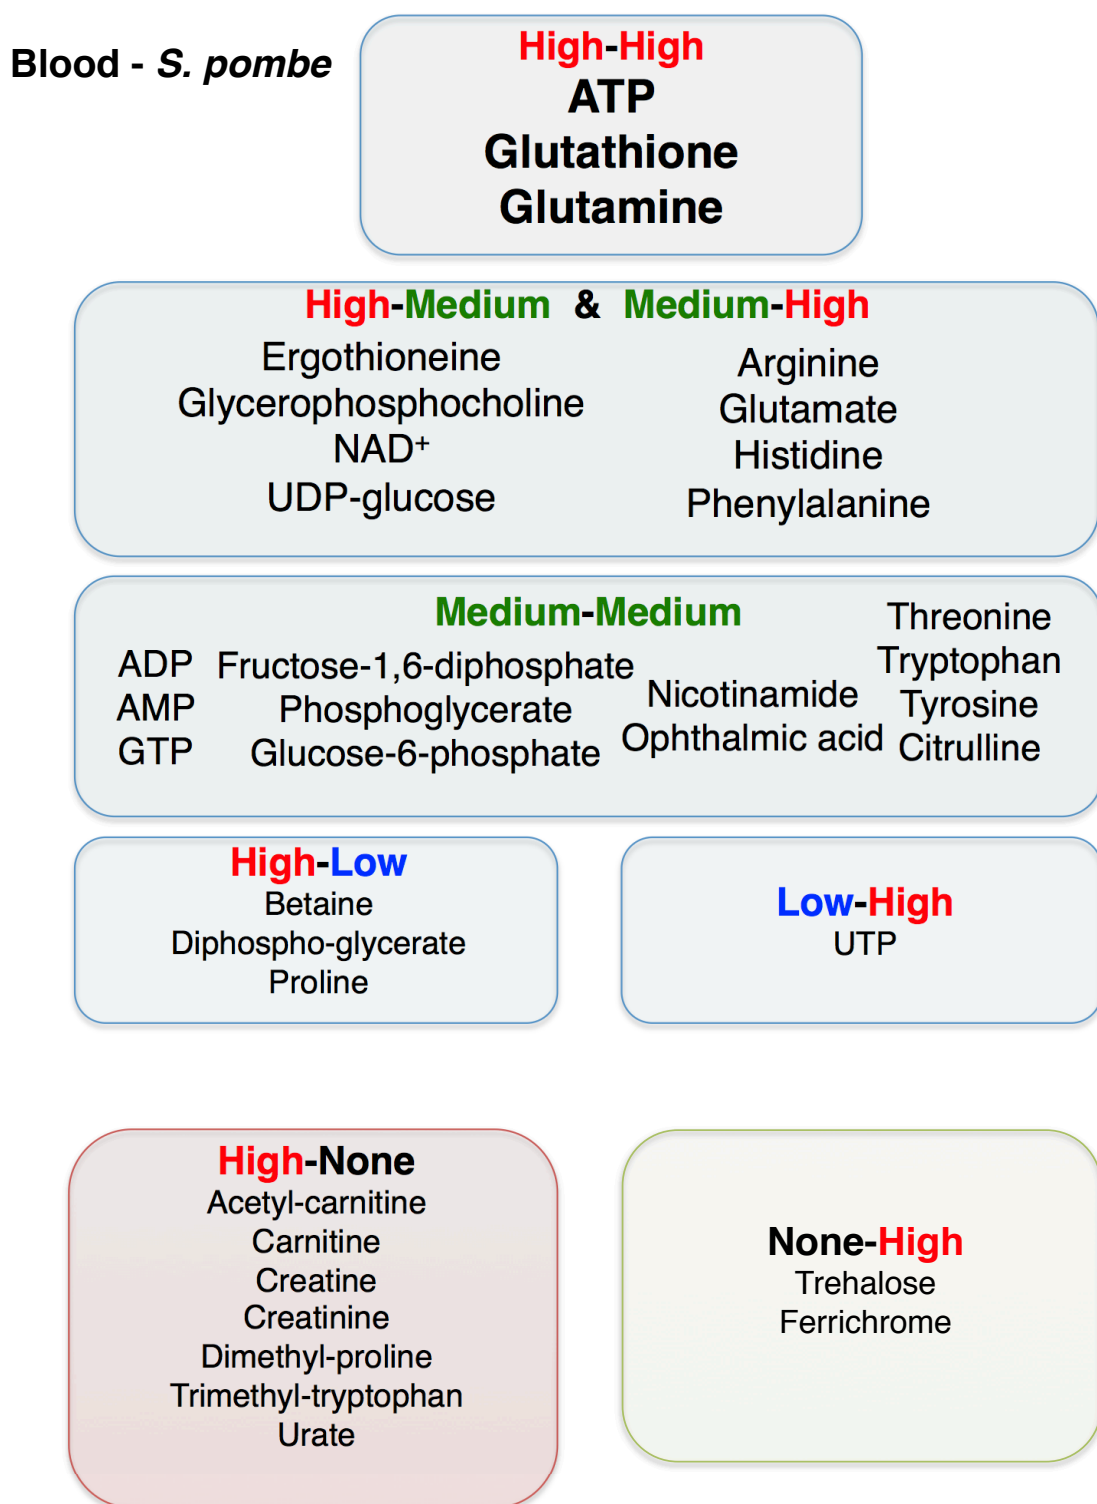 Blood - S. pombe
High-High
ATP
Glutathione
Glutamine
High-Medium & Medium-High
Ergothioneine
Glycerophosphocholine
NAD⁺
UDP-glucose
Arginine
Glutamate
Histidine
Phenylalanine
Medium-Medium
ADP
AMP
GTP
Fructose-1,6-diphosphate
Phosphoglycerate
Glucose-6-phosphate
Nicotinamide
Ophthalmic acid
Threonine
Tryptophan
Tyrosine
Citrulline
High-Low
Betaine
Diphospho-glycerate
Proline
Low-High
UTP
High-None
Acetyl-carnitine
Carnitine
Creatine
Creatinine
Dimethyl-proline
Trimethyl-tryptophan
Urate
None-High
Trehalose
Ferrichrome